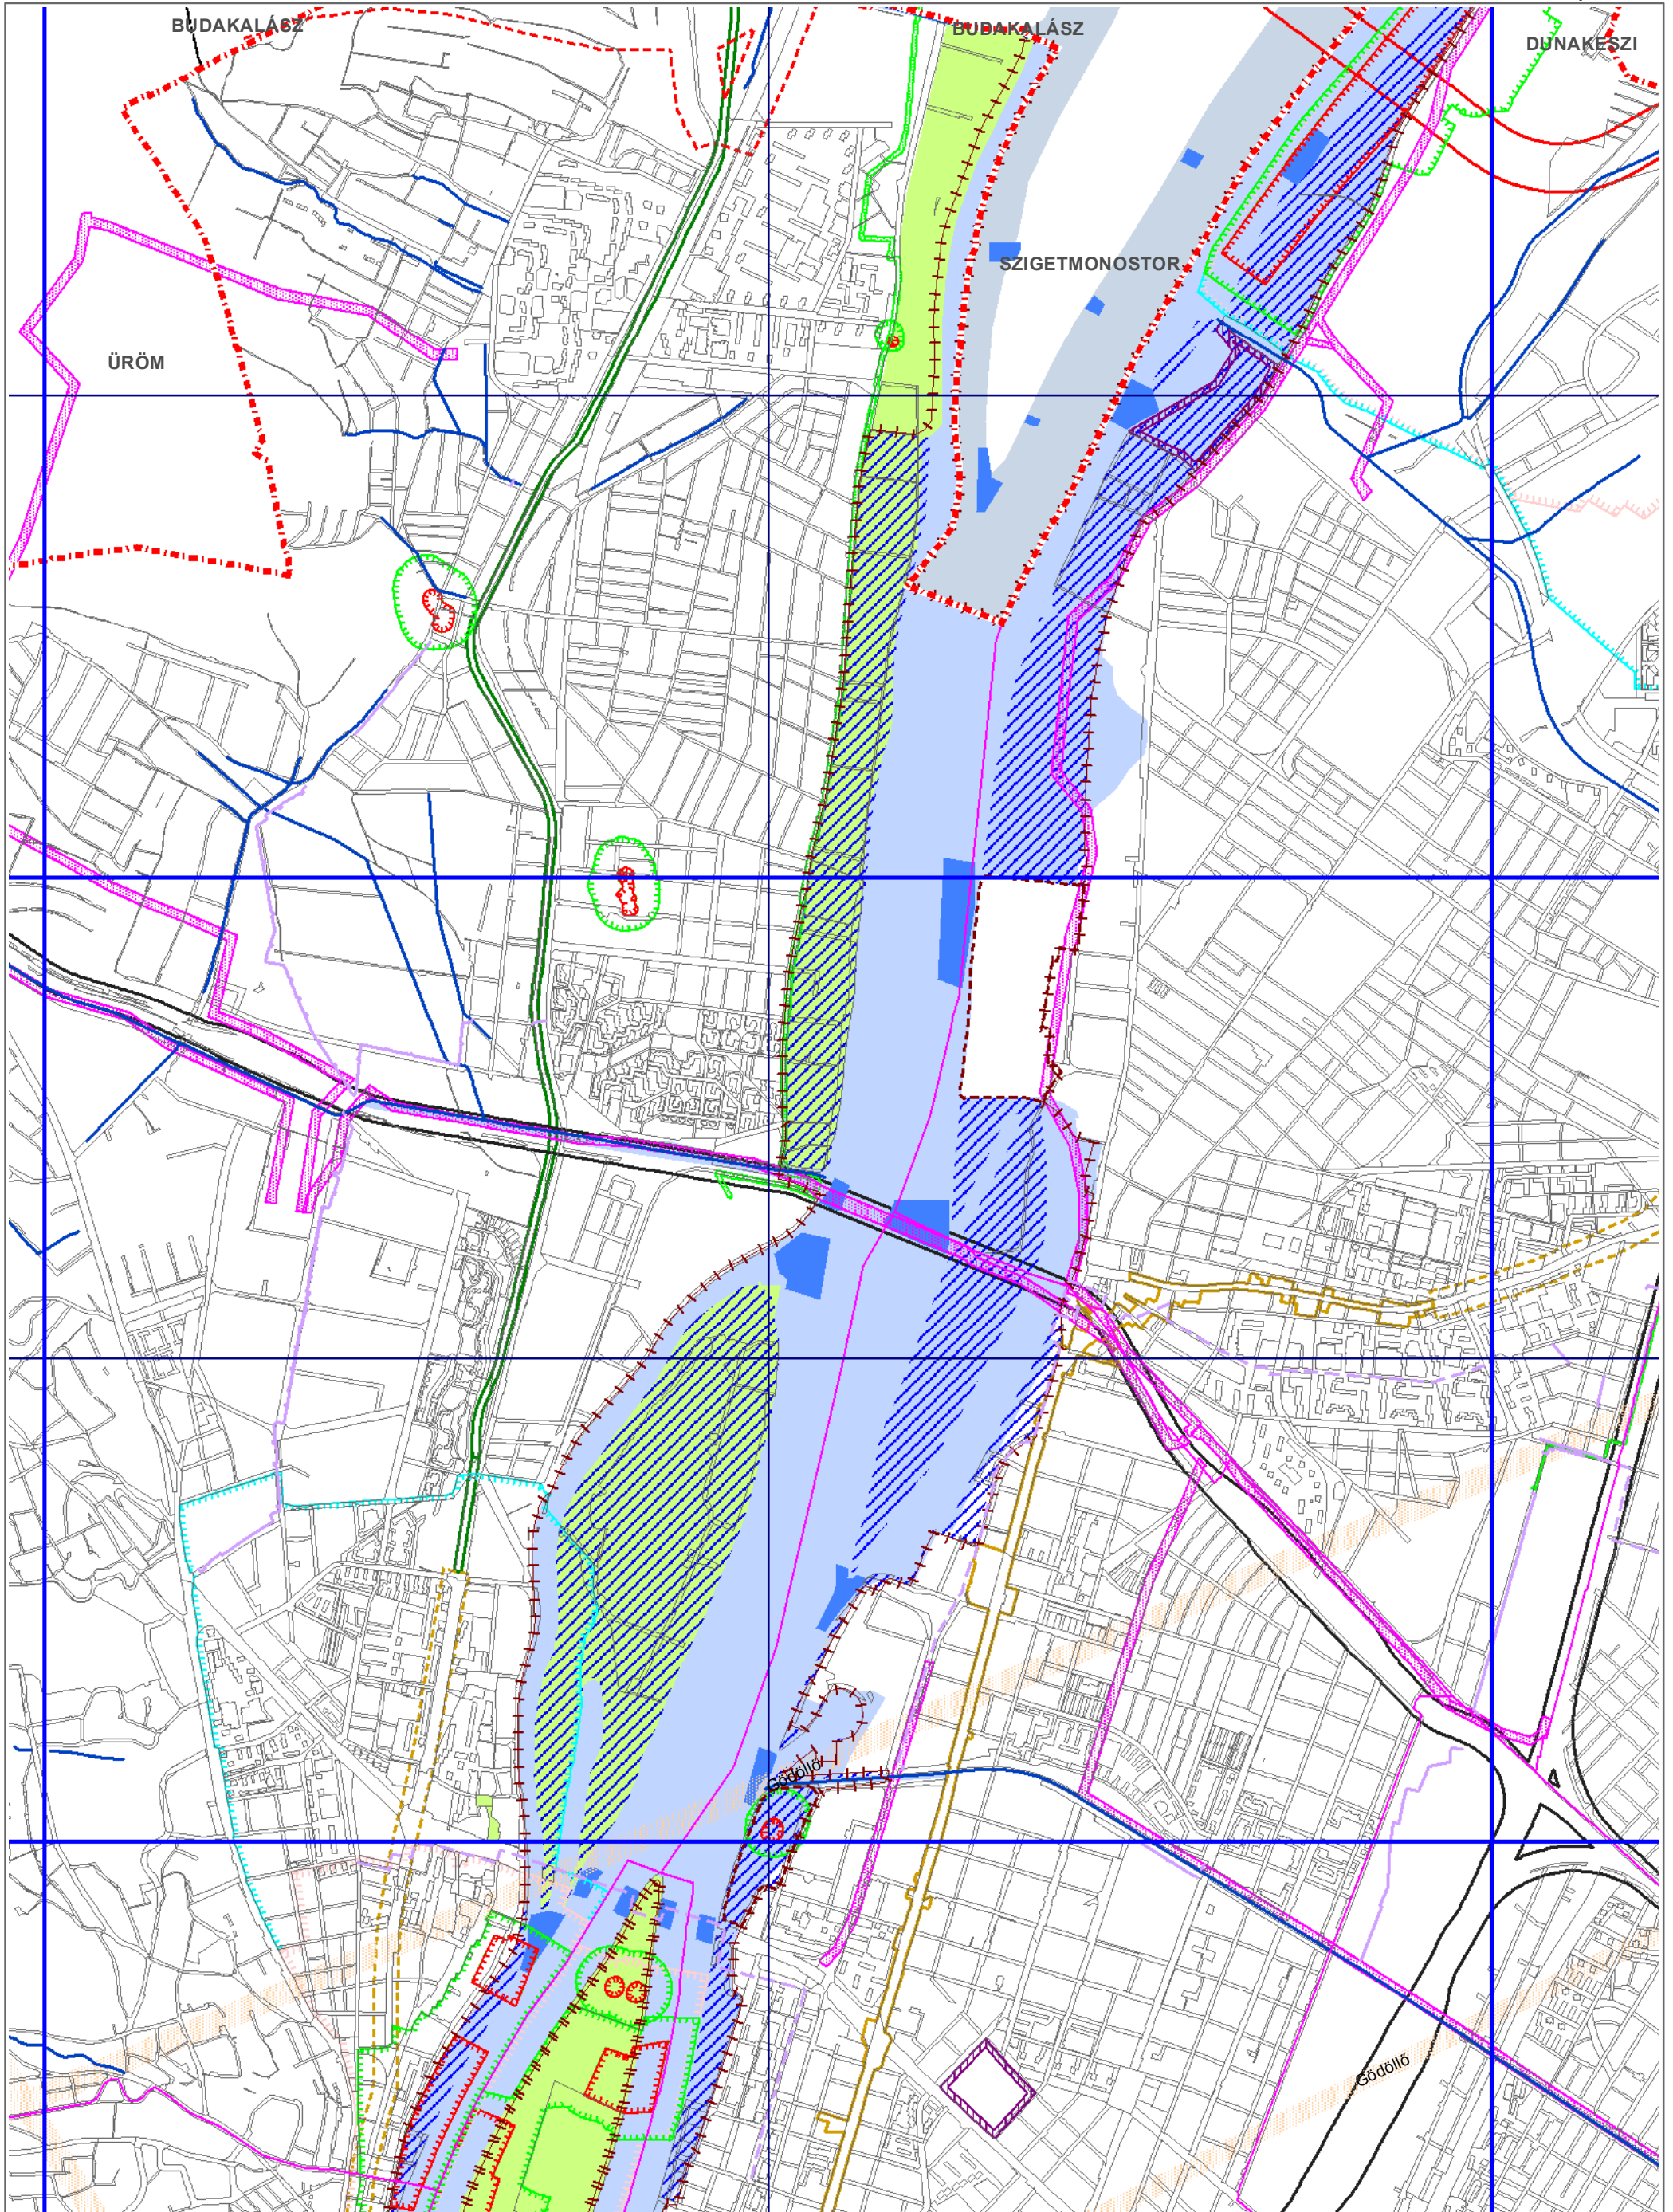 BUDAKALÁSZ
BUDAKALÁSZ
DUNAKESZI
SZIGETMONOSTOR
ÜRÖM
Gödöllő
Gödöllő